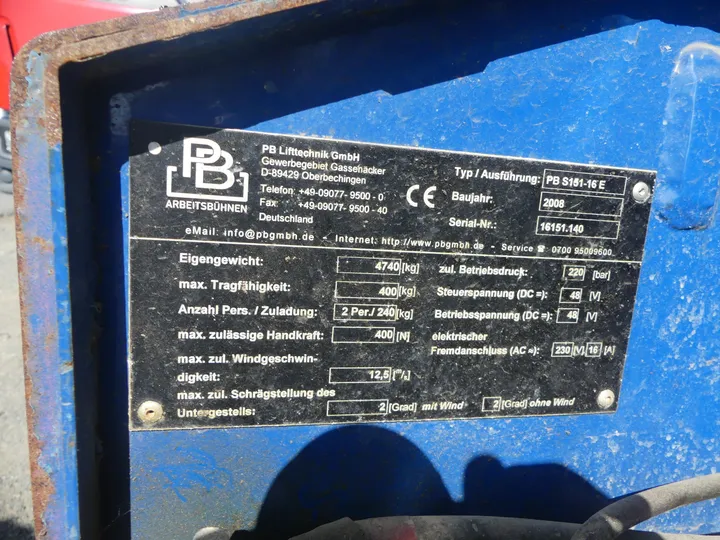 PB
ARBEITSBÜHNEN
PB Lifttechnik GmbH
Gewerbegebiet Gassenäcker
D-89429 Oberbechingen
Telefon: +49-09077- 9500 - 0
Fax: +49-09077- 9500 - 40
Deutschland
CE
Typ / Ausführung: PB S151-16 E
Baujahr: 2008
Serial-Nr.: 16151.140
eMail: info@pbgmbh.de - Internet: http://www.pbgmbh.de - Service ☎ 0700 95009600
Eigengewicht: 4740 [kg]
max. Tragfähigkeit: 400 [kg]
Anzahl Pers. / Zuladung: 2 Per./ 240 [kg]
max. zulässige Handkraft: 400 [N]
max. zul. Windgeschwin-
digkeit: 12,5 [m/s]
max. zul. Schrägstellung des
Untergestells: 2 [Grad] mit Wind 2 [Grad] ohne Wind
zul. Betriebsdruck: 220 [bar]
Steuerspannung (DC =): 48 [V]
Betriebsspannung (DC =): 48 [V]
elektrischer
Fremdanschluss (AC ≈): 230 [V] 16 [A]